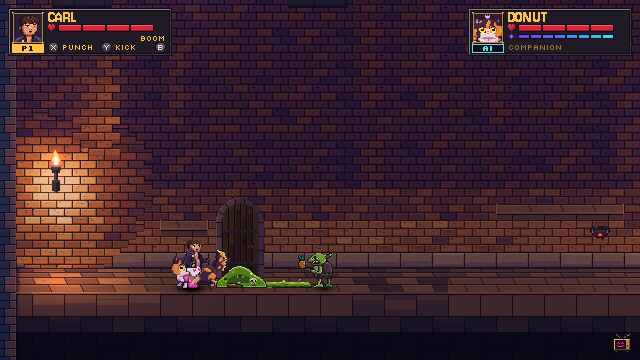 CARL
BOOM
P1
X PUNCH Y KICK B
DONUT
AI
COMPANION